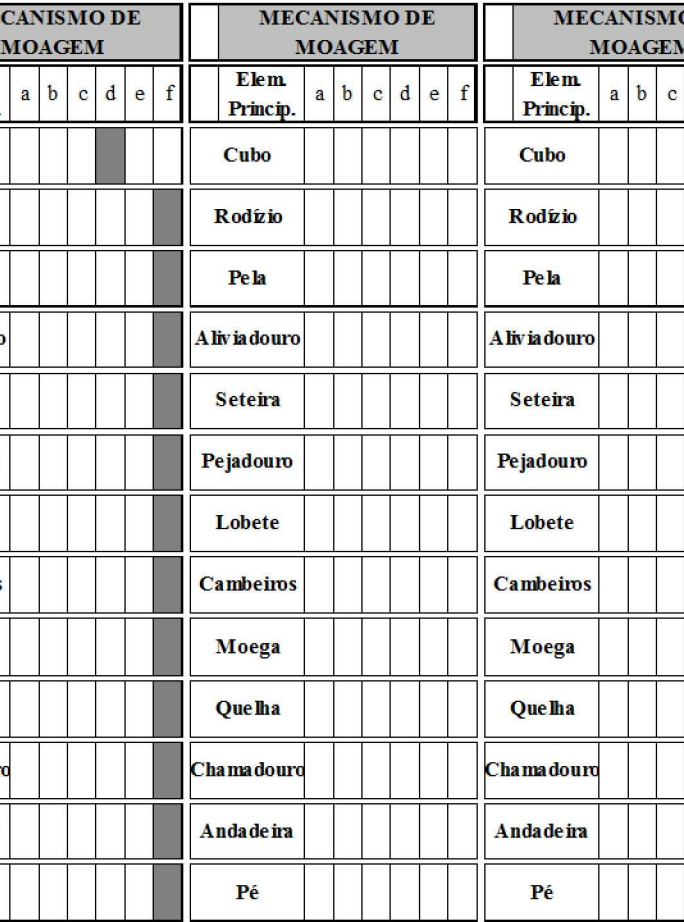 CANISMO DE MECANISMO DE MECANISMO
MOAGEM MOAGEM MOAGEM
a b c d e f Elem. Princip. a b c d e f Elem. Princip. a b c
Cubo Cubo
Rodízio Rodízio
Pela Pela
o Aliviadouro Aliviadouro
Seteira Seteira
Pejadouro Pejadouro
Lobete Lobete
s Cambeiros Cambeiros
Moega Moega
Quelha Quelha
ro Chamadouro Chamadouro
Andadeira Andadeira
Pé Pé